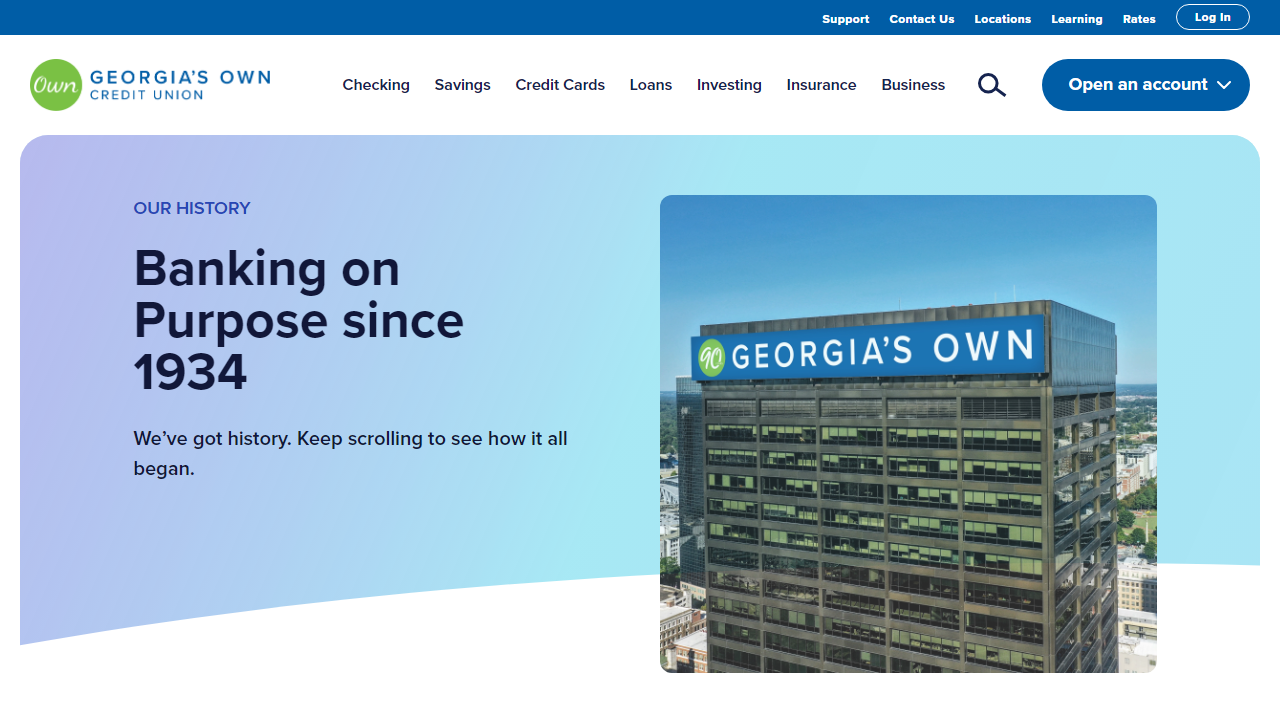 Support Contact Us Locations Learning Rates Log In
Own GEORGIA'S OWN
CREDIT UNION
Checking Savings Credit Cards Loans Investing Insurance Business Open an account
OUR HISTORY
Banking on
Purpose since
1934
We've got history. Keep scrolling to see how it all
began.
90 GEORGIA'S OWN